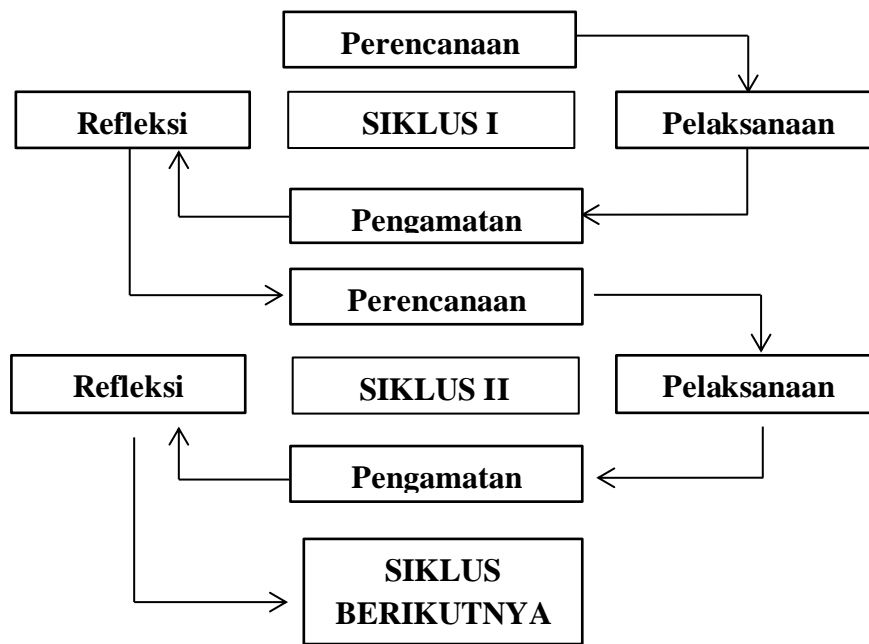 Perencanaan
Refleksi
SIKLUS I
Pelaksanaan
Pengamatan
Perencanaan
Refleksi
SIKLUS II
Pelaksanaan
Pengamatan
SIKLUS
BERIKUTNYA